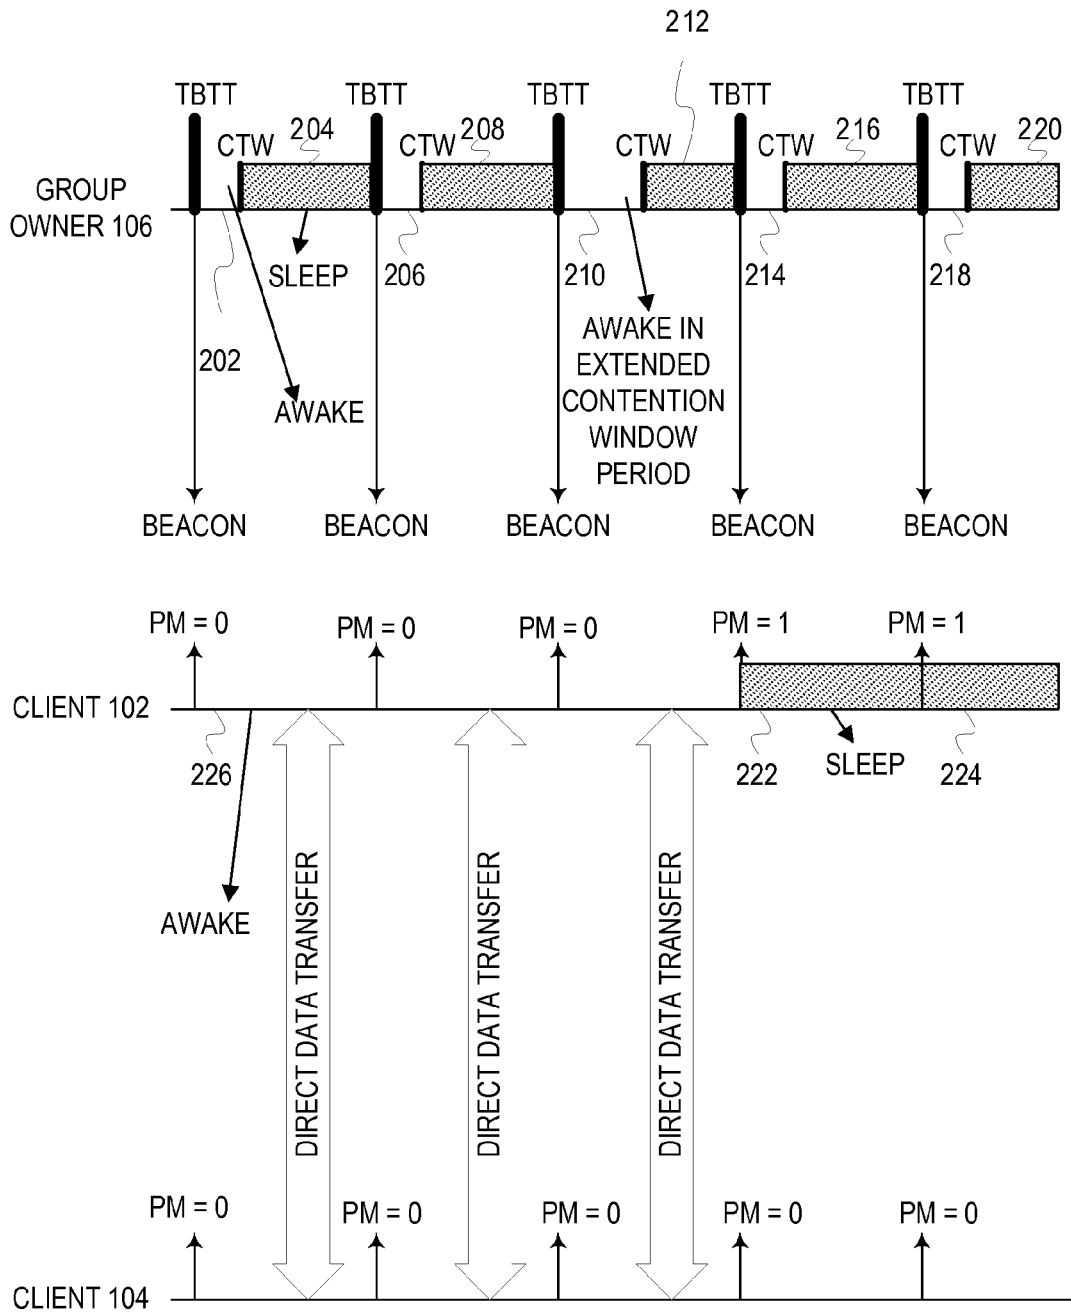 212
TBTT TBTT TBTT TBTT TBTT
CTW 204 208 CTW CTW 216 CTW 220
GROUP
OWNER 106
SLEEP 206 210 214 218
202
AWAKE
AWAKE IN
EXTENDED
CONTENTION
WINDOW
PERIOD
BEACON BEACON BEACON BEACON BEACON
PM = 0 PM = 0 PM = 0 PM = 1 PM = 1
CLIENT 102
226 222 SLEEP 224
AWAKE
DIRECT DATA TRANSFER
DIRECT DATA TRANSFER
DIRECT DATA TRANSFER
PM = 0 PM = 0 PM = 0 PM = 0 PM = 0
CLIENT 104